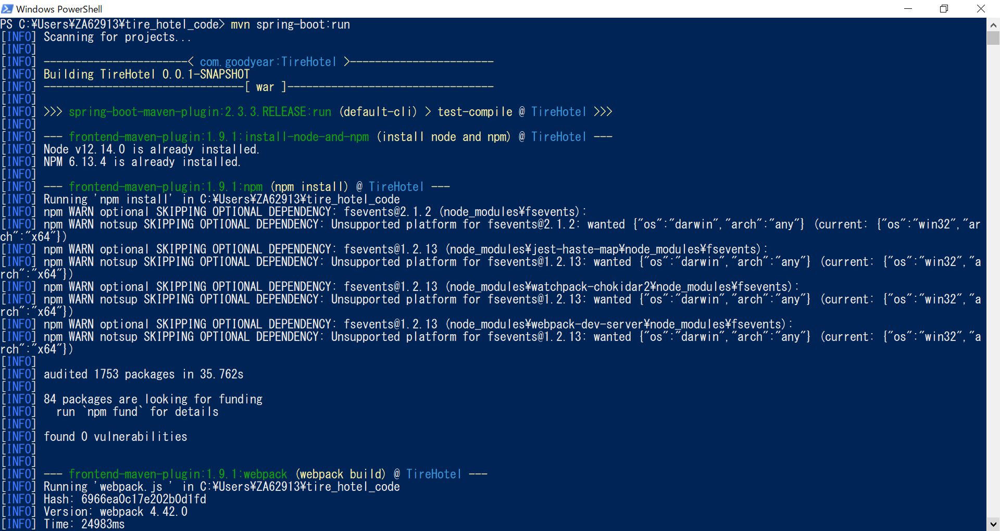 Windows PowerShell
PS C:¥Users¥ZA62913¥tire_hotel_code> mvn spring-boot:run
[INFO] Scanning for projects...
[INFO]
[INFO] -----------------------< com.goodyear:TireHotel >-----------------------
[INFO] Building TireHotel 0.0.1-SNAPSHOT
[INFO] --------------------------------[ war ]---------------------------------
[INFO]
[INFO] >>> spring-boot-maven-plugin:2.3.3.RELEASE:run (default-cli) > test-compile @ TireHotel >>>
[INFO]
[INFO] --- frontend-maven-plugin:1.9.1:install-node-and-npm (install node and npm) @ TireHotel ---
[INFO] Node v12.14.0 is already installed.
[INFO] NPM 6.13.4 is already installed.
[INFO]
[INFO] --- frontend-maven-plugin:1.9.1:npm (npm install) @ TireHotel ---
[INFO] Running 'npm install' in C:¥Users¥ZA62913¥tire_hotel_code
[INFO] npm WARN optional SKIPPING OPTIONAL DEPENDENCY: fsevents@2.1.2 (node_modules¥fsevents):
[INFO] npm WARN notsup SKIPPING OPTIONAL DEPENDENCY: Unsupported platform for fsevents@2.1.2: wanted {"os":"darwin","arch":"any"} (current: {"os":"win32","ar
ch":"x64"})
[INFO] npm WARN optional SKIPPING OPTIONAL DEPENDENCY: fsevents@1.2.13 (node_modules¥jest-haste-map¥node_modules¥fsevents):
[INFO] npm WARN notsup SKIPPING OPTIONAL DEPENDENCY: Unsupported platform for fsevents@1.2.13: wanted {"os":"darwin","arch":"any"} (current: {"os":"win32","a
rch":"x64"})
[INFO] npm WARN optional SKIPPING OPTIONAL DEPENDENCY: fsevents@1.2.13 (node_modules¥watchpack-chokidar2¥node_modules¥fsevents):
[INFO] npm WARN notsup SKIPPING OPTIONAL DEPENDENCY: Unsupported platform for fsevents@1.2.13: wanted {"os":"darwin","arch":"any"} (current: {"os":"win32","a
rch":"x64"})
[INFO] npm WARN optional SKIPPING OPTIONAL DEPENDENCY: fsevents@1.2.13 (node_modules¥webpack-dev-server¥node_modules¥fsevents):
[INFO] npm WARN notsup SKIPPING OPTIONAL DEPENDENCY: Unsupported platform for fsevents@1.2.13: wanted {"os":"darwin","arch":"any"} (current: {"os":"win32","a
rch":"x64"})
[INFO]
[INFO] audited 1753 packages in 35.762s
[INFO]
[INFO] 84 packages are looking for funding
[INFO]   run `npm fund` for details
[INFO]
[INFO] found 0 vulnerabilities
[INFO]
[INFO]
[INFO] --- frontend-maven-plugin:1.9.1:webpack (webpack build) @ TireHotel ---
[INFO] Running 'webpack.js ' in C:¥Users¥ZA62913¥tire_hotel_code
[INFO] Hash: 6966ea0c17e202b0d1fd
[INFO] Version: webpack 4.42.0
[INFO] Time: 24983ms